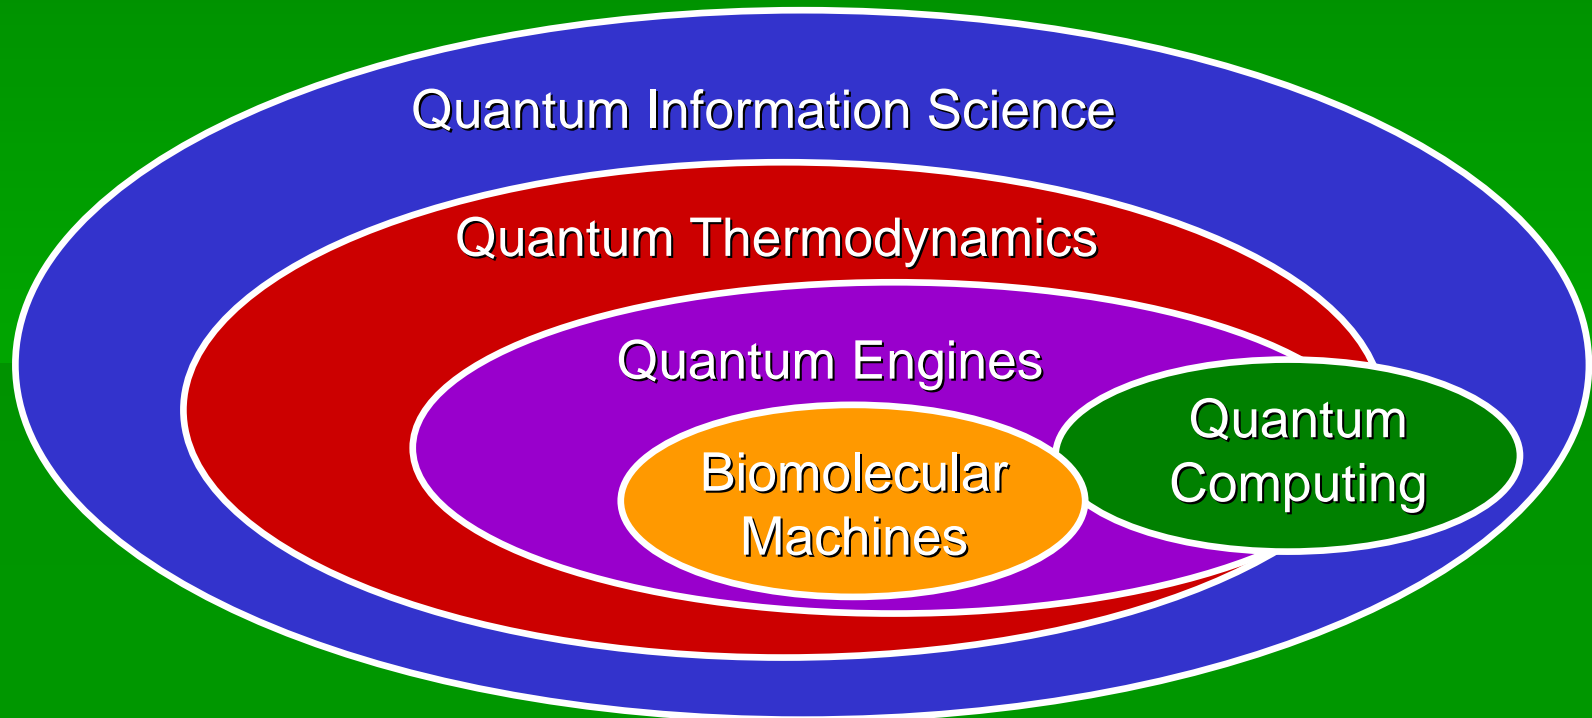 Quantum Information Science
Quantum Thermodynamics
Quantum Engines
Biomolecular
Machines
Quantum
Computing